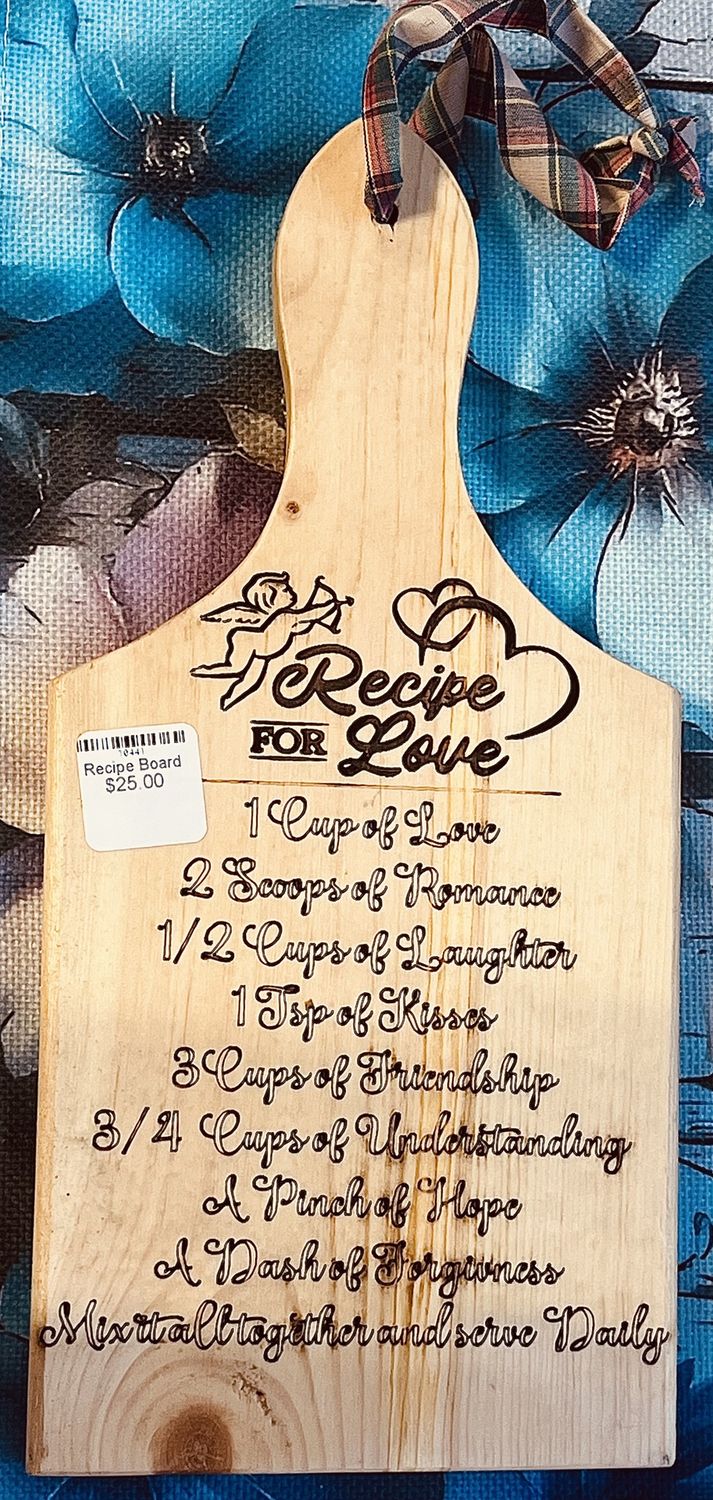 Recipe
FOR Love
10441
Recipe Board
$25.00
1 Cup of Love
2 Scoops of Romance
1/2 Cups of Laughter
1 Tsp of Kisses
3 Cups of Friendship
3/4 Cups of Understanding
A Pinch of Hope
A Dash of Forgivness
Mix it all together and serve Daily